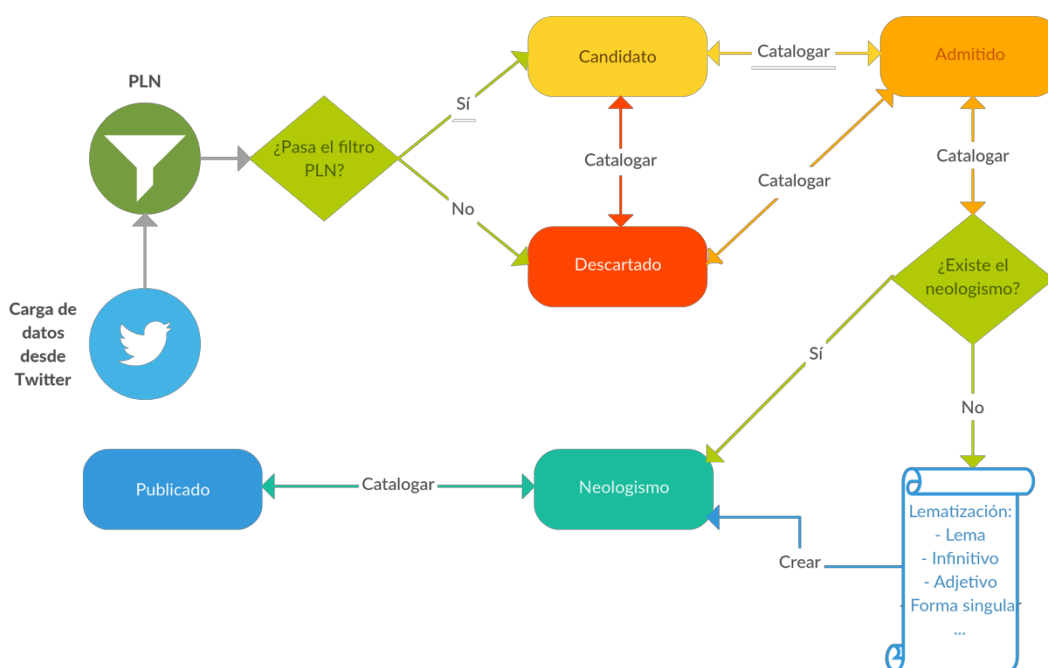 PLN
¿Pasa el filtro
PLN?
Sí
No
Candidato
Catalogar
Admitido
Catalogar
Catalogar
Catalogar
Descartado
¿Existe el
neologismo?
Carga de
datos
desde
Twitter
Sí
No
Publicado
Catalogar
Neologismo
Crear
Lematización:
- Lema
- Infinitivo
- Adjetivo
- Forma singular
...